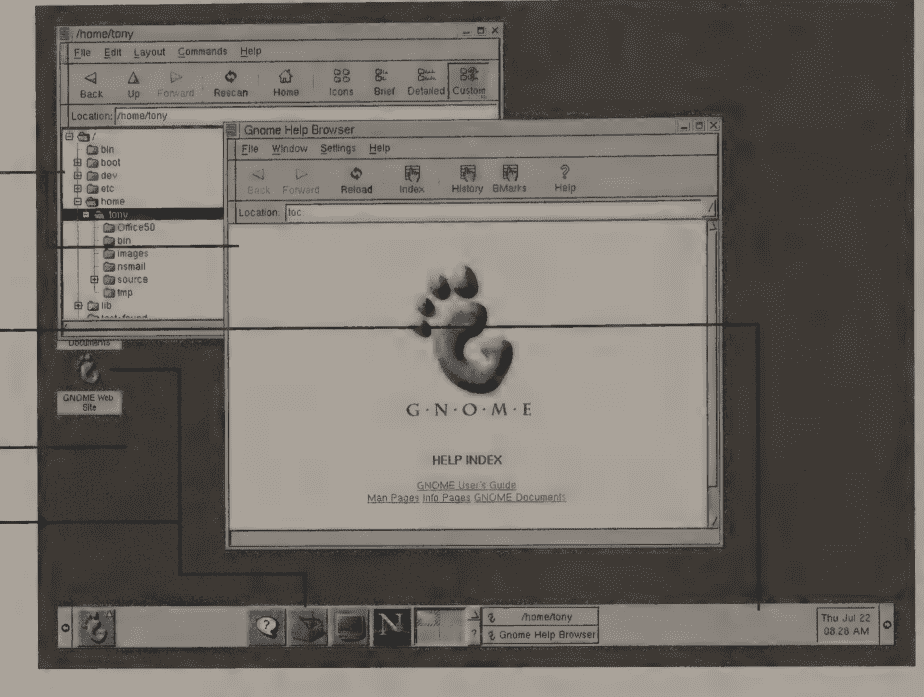 /home/tony
File Edit Layout Commands Help
Back Up Forward Rescan Home Icons Brief Detailed Custom
Location: /home/tony
/
bin
boot
dev
etc
home
tony
Office50
bin
images
nsmail
source
tmp
lib
Gnome Help Browser
File Window Settings Help
Back Forward Reload Index History BMarks Help
Location: toc
G·N·O·M·E
HELP INDEX
GNOME User's Guide
Man Pages Info Pages GNOME Documents
Documents
GNOME Web
Site
N
/home/tony
Gnome Help Browser
Thu Jul 22
08:28 AM